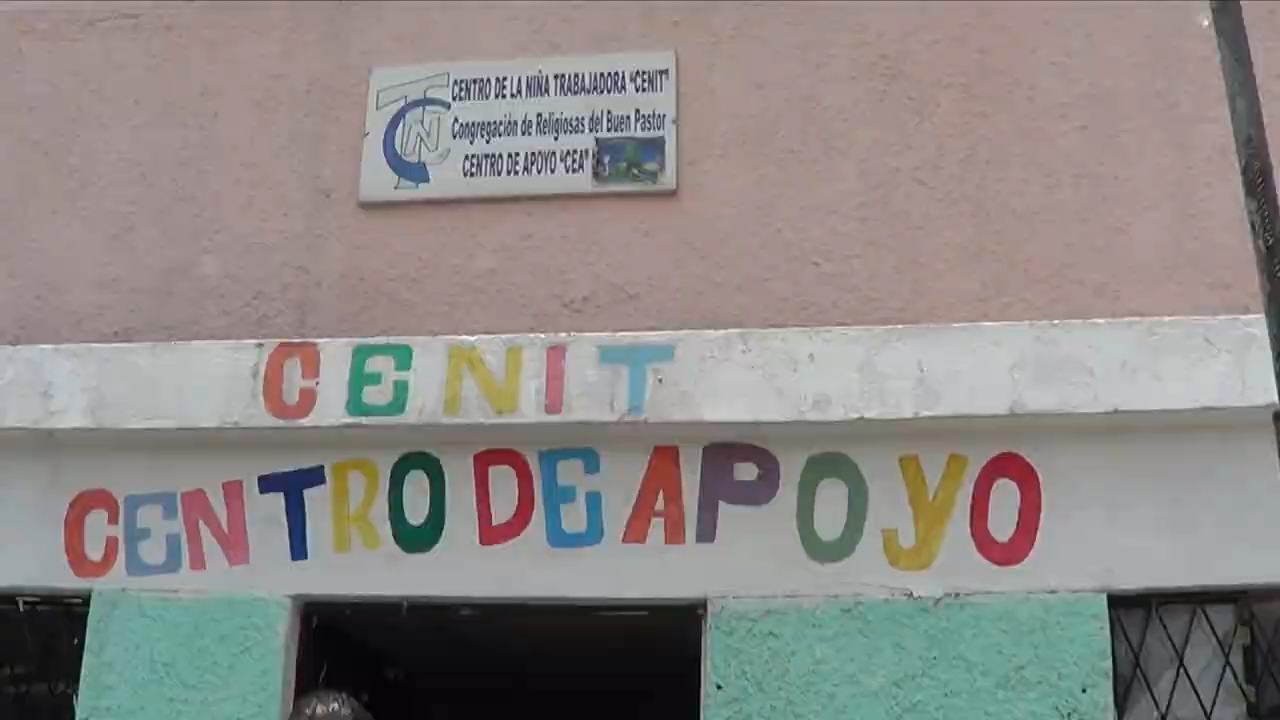 CENTRO DE LA NIÑA TRABAJADORA "CENIT"
Congregación de Religiosas del Buen Pastor
CENTRO DE APOYO "CEA"
CENIT
CENTRO DE APOYO